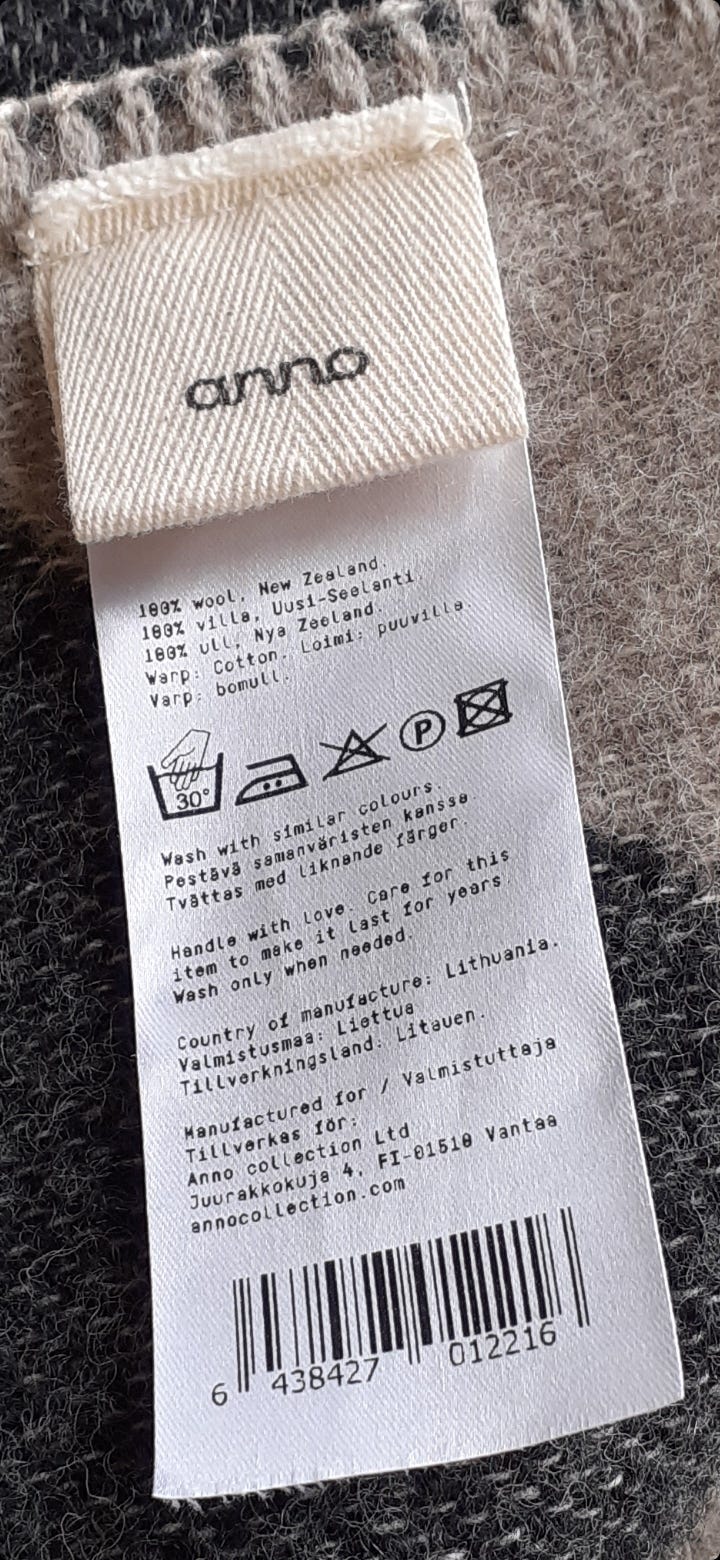 anno
100% wool, New Zealand.
100% villa, Uusi-Seelanti.
100% ull, Nya Zeeland.
Warp: Cotton. Loimi: puuvilla.
Varp: bomull.
30°
P
Wash with similar colours.
Pestävä samanväristen kanssa
Tvättas med liknande färger.
Handle with love. Care for this
item to make it last for years.
Wash only when needed.
Country of manufacture: Lithuania.
Valmistusmaa: Liettua
Tillverkningsland: Litauen.
Manufactured for / Valmistuttaja
Tillverkas för:
Anno collection Ltd
Juurakkokuja 4, FI-01510 Vantaa
annocollection.com
6 438427 012216